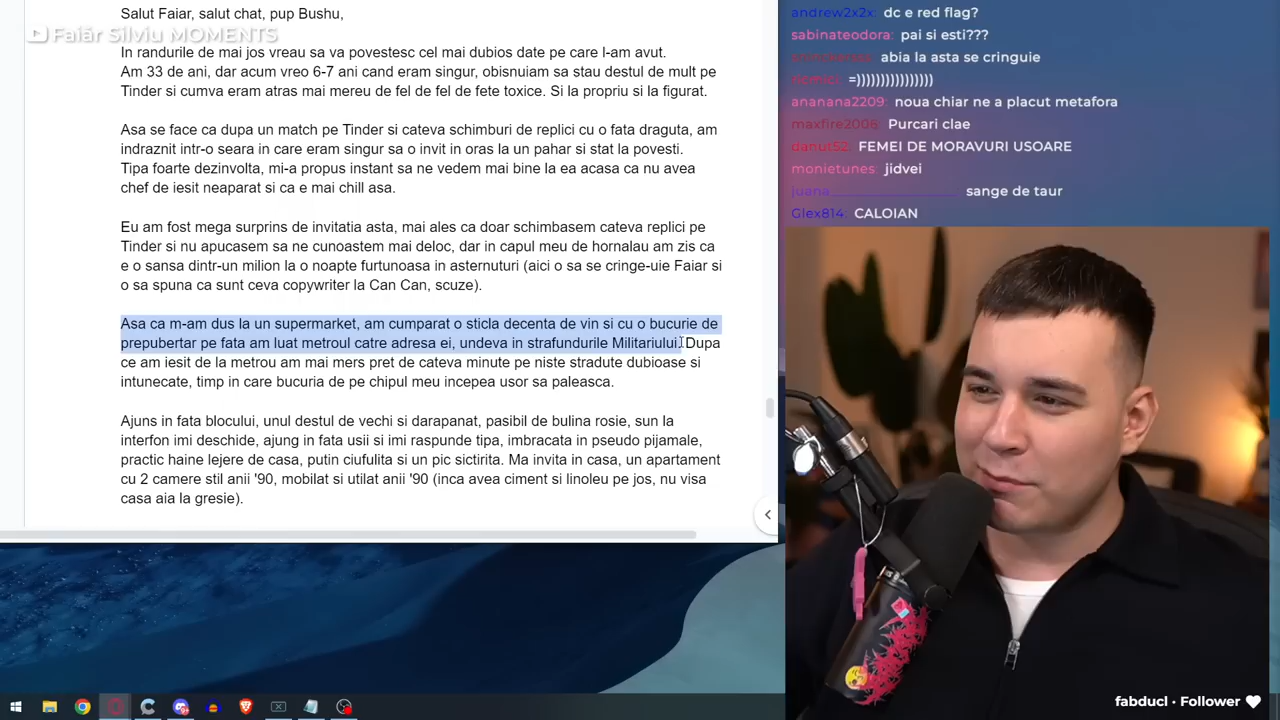 Salut Faiar, salut chat, pup Bushu,
Faiăr Silviu MOMENTS
In randurile de mai jos vreau sa va povestesc cel mai dubios date pe care l-am avut.
Am 33 de ani, dar acum vreo 6-7 ani cand eram singur, obisnuiam sa stau destul de mult pe
Tinder si cumva eram atras mai mereu de fel de fel de fete toxice. Si la propriu si la figurat.
Asa se face ca dupa un match pe Tinder si cateva schimburi de replici cu o fata draguta, am
indraznit intr-o seara in care eram singur sa o invit in oras la un pahar si stat la povesti.
Tipa foarte dezinvolta, mi-a propus instant sa ne vedem mai bine la ea acasa ca nu avea
chef de iesit neaparat si ca e mai chill asa.
Eu am fost mega surprins de invitatia asta, mai ales ca doar schimbasem cateva replici pe
Tinder si nu apucasem sa ne cunoastem mai deloc, dar in capul meu de hornalau am zis ca
e o sansa dintr-un milion la o noapte furtunoasa in asternuturi (aici o sa se cringe-uie Faiar si
o sa spuna ca sunt ceva copywriter la Can Can, scuze).
Asa ca m-am dus la un supermarket, am cumparat o sticla decenta de vin si cu o bucurie de
prepubertar pe fata am luat metroul catre adresa ei, undeva in strafundurile Militariului. Dupa
ce am iesit de la metrou am mai mers pret de cateva minute pe niste stradute dubioase si
intunecate, timp in care bucuria de pe chipul meu incepea usor sa paleasca.
Ajuns in fata blocului, unul destul de vechi si darapanat, pasibil de bulina rosie, sun la
interfon imi deschide, ajung in fata usii si imi raspunde tipa, imbracata in pseudo pijamale,
practic haine lejere de casa, putin ciufulita si un pic sictirita. Ma invita in casa, un apartament
cu 2 camere stil anii '90, mobilat si utilat anii '90 (inca avea ciment si linoleu pe jos, nu visa
casa aia la gresie).
andrew2x2x: dc e red flag?
sabinateodora: pai si esti???
abia la asta se cringuie
=)))))))))))))))))
ananana2209: noua chiar ne a placut metafora
maxfire2006: Purcari clae
danut52: FEMEI DE MORAVURI USOARE
monietunes: jidvei
sange de taur
Glex814: CALOIAN
fabducl · Follower